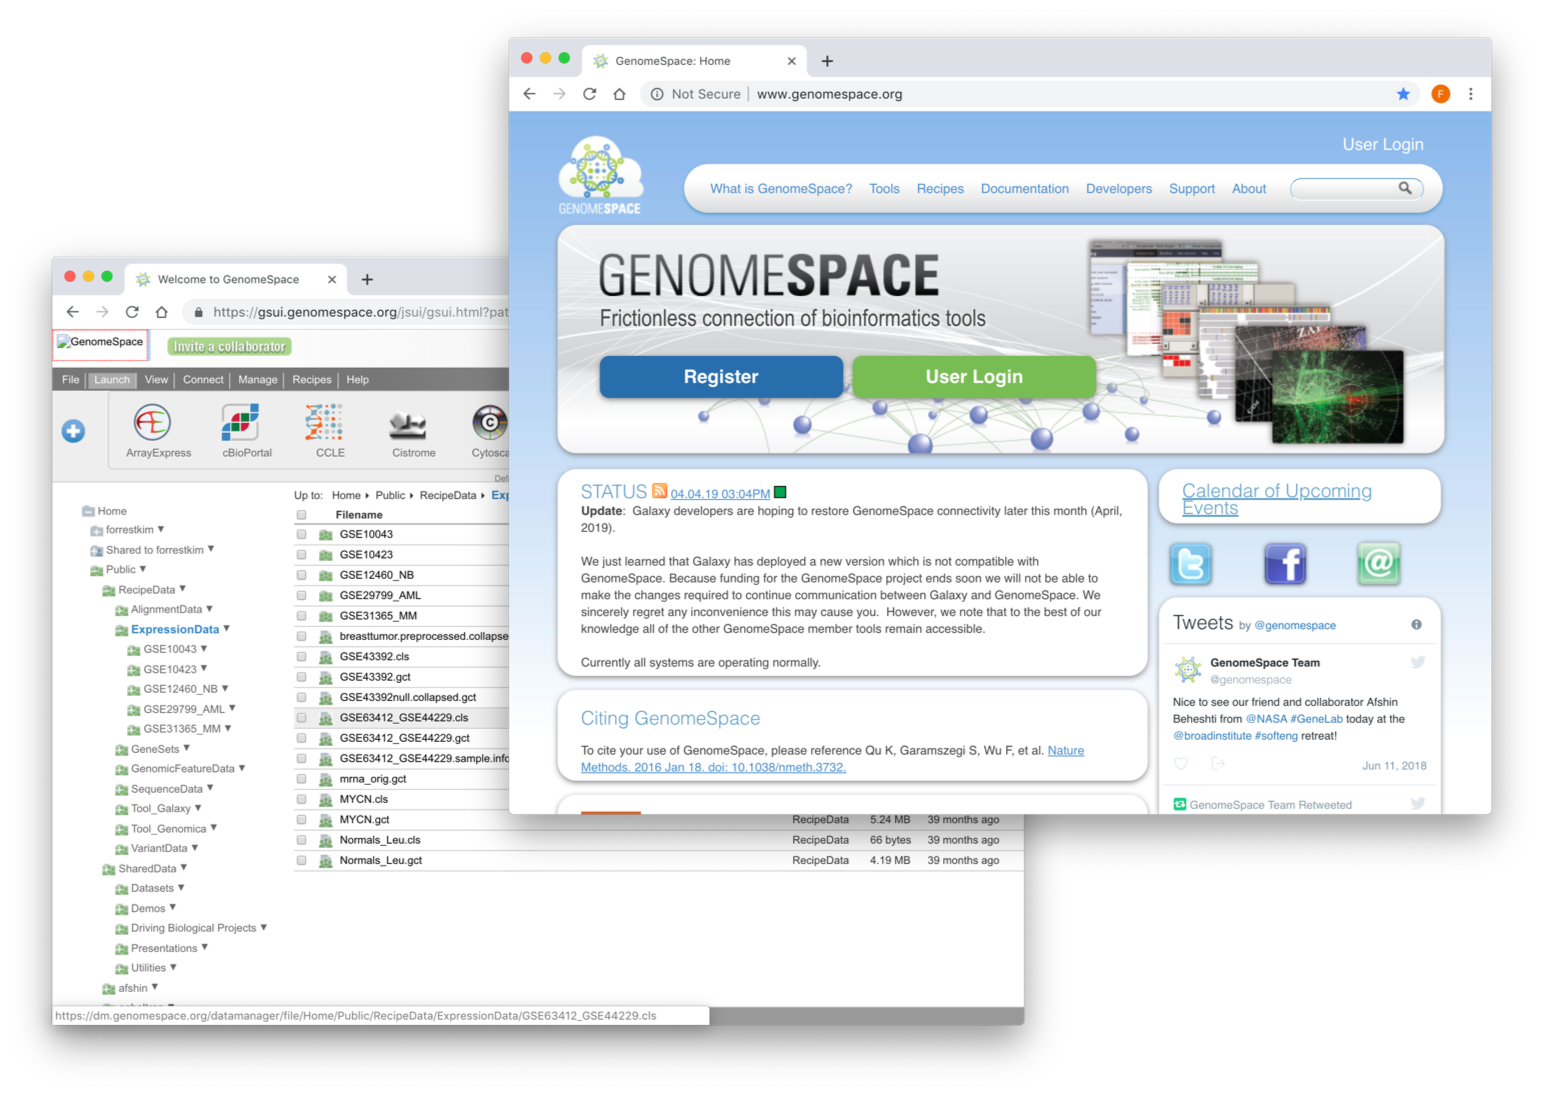 GenomeSpace: Home
Not Secure | www.genomespace.org
F
User Login
GENOMESPACE
What is GenomeSpace? Tools Recipes Documentation Developers Support About
GENOMESPACE
Frictionless connection of bioinformatics tools
Register
User Login
STATUS 04.04.19 03:04PM
Update: Galaxy developers are hoping to restore GenomeSpace connectivity later this month (April,
2019).
We just learned that Galaxy has deployed a new version which is not compatible with
GenomeSpace. Because funding for the GenomeSpace project ends soon we will not be able to
make the changes required to continue communication between Galaxy and GenomeSpace. We
sincerely regret any inconvenience this may cause you. However, we note that to the best of our
knowledge all of the other GenomeSpace member tools remain accessible.
Currently all systems are operating normally.
Citing GenomeSpace
To cite your use of GenomeSpace, please reference Qu K, Garamszegi S, Wu F, et al. Nature
Methods. 2016 Jan 18. doi: 10.1038/nmeth.3732.
Calendar of Upcoming
Events
Tweets by @genomespace
GenomeSpace Team
@genomespace
Nice to see our friend and collaborator Afshin
Beheshti from @NASA #GeneLab today at the
@broadinstitute #softeng retreat!
Jun 11, 2018
GenomeSpace Team Retweeted
Welcome to GenomeSpace
https://gsui.genomespace.org/jsui/gsui.html?pat
GenomeSpace
Invite a collaborator
File Launch View Connect Manage Recipes Help
ArrayExpress cBioPortal CCLE Cistrome Cytosca
Def
Home
forrestkim
Shared to forrestkim
Public
RecipeData
AlignmentData
ExpressionData
GSE10043
GSE10423
GSE12460_NB
GSE29799_AML
GSE31365_MM
GeneSets
GenomicFeatureData
SequenceData
Tool_Galaxy
Tool_Genomica
VariantData
SharedData
Datasets
Demos
Driving Biological Projects
Presentations
Utilities
afshin
Up to: Home Public RecipeData Exp
Filename
GSE10043
GSE10423
GSE12460_NB
GSE29799_AML
GSE31365_MM
breasttumor.preprocessed.collapse
GSE43392.cls
GSE43392.gct
GSE43392null.collapsed.gct
GSE63412_GSE44229.cls
GSE63412_GSE44229.gct
GSE63412_GSE44229.sample.info
mrna_orig.gct
MYCN.cls
MYCN.gct RecipeData 5.24 MB 39 months ago
Normals_Leu.cls RecipeData 66 bytes 39 months ago
Normals_Leu.gct RecipeData 4.19 MB 39 months ago
https://dm.genomespace.org/datamanager/file/Home/Public/RecipeData/ExpressionData/GSE63412_GSE44229.cls